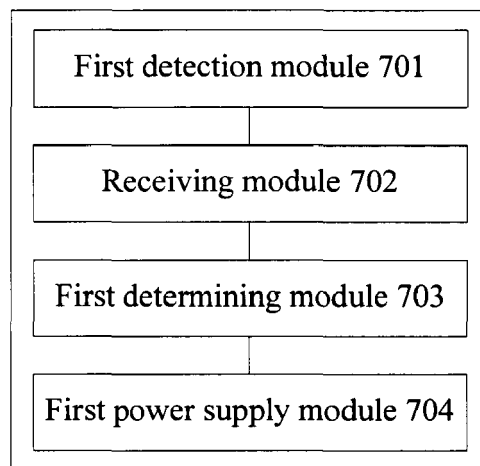 First detection module 701
Receiving module 702
First determining module 703
First power supply module 704